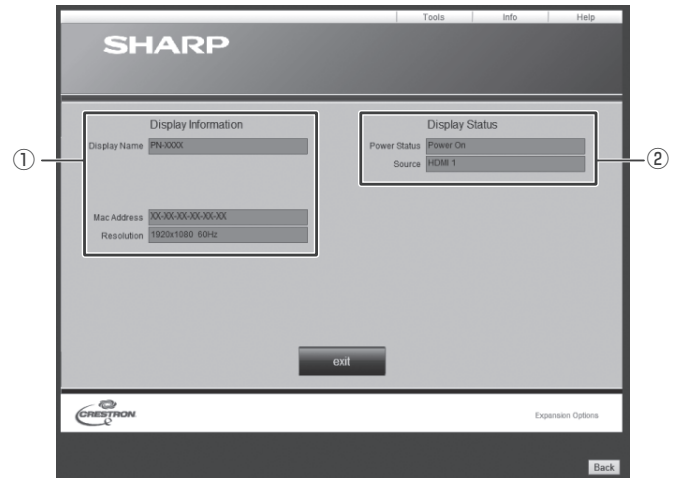 Tools Info Help
SHARP
Display Information
Display Status
①
Display Name PN-XXXX
Power Status Power On
②
Source HDMI 1
Mac Address XX-XX-XX-XX-XX-XX
Resolution 1920x1080 60Hz
exit
CRESTRON
Expansion Options
Back